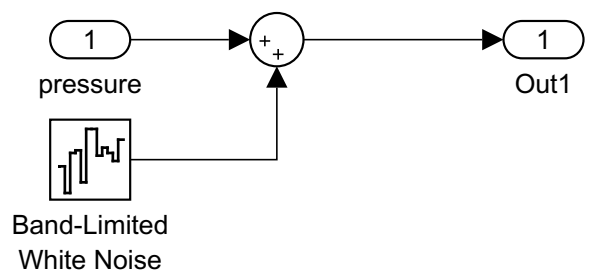 1
pressure
+
+
1
Out1
Band-Limited
White Noise